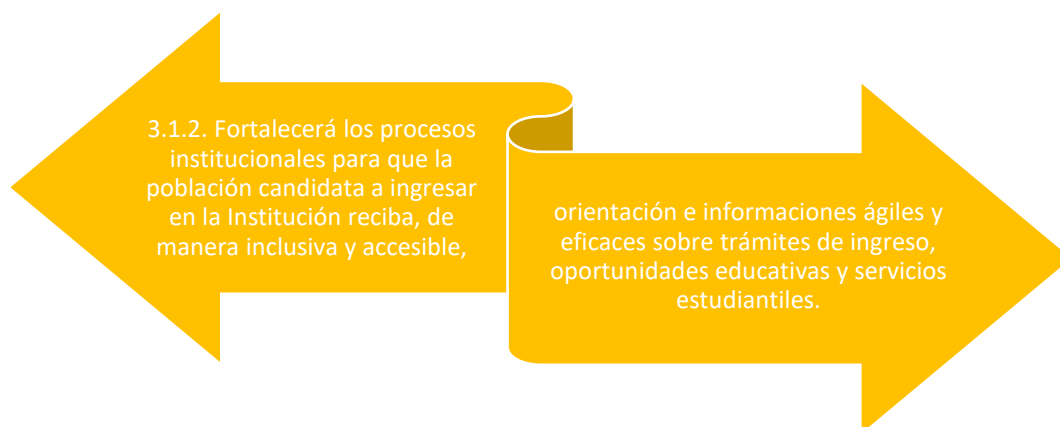 3.1.2. Fortalecerá los procesos
institucionales para que la
población candidata a ingresar
en la Institución reciba, de
manera inclusiva y accesible,
orientación e informaciones ágiles y
eficaces sobre trámites de ingreso,
oportunidades educativas y servicios
estudiantiles.